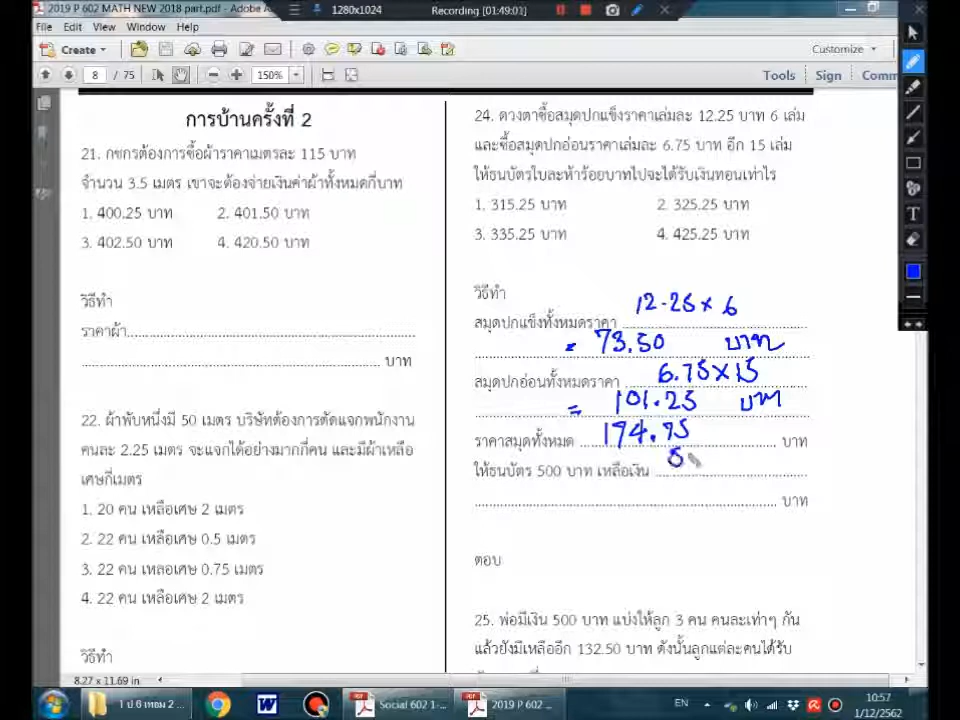 2019 P 602 MATH NEW 2018 part.pdf - Adobe A
1280x1024
Recording [01:49:01]
File Edit View Window Help
Create
Customize
8 / 75
150%
Tools Sign Comm
การบ้านครั้งที่ 2
21. กชกรต้องการซื้อผ้าราคาเมตรละ 115 บาท
จำนวน 3.5 เมตร เขาจะต้องจ่ายเงินค่าผ้าทั้งหมดกี่บาท
1. 400.25 บาท 2. 401.50 บาท
3. 402.50 บาท 4. 420.50 บาท
วิธีทำ
ราคาผ้า
บาท
22. ผ้าพับหนึ่งมี 50 เมตร บริษัทต้องการตัดแจกพนักงาน
คนละ 2.25 เมตร จะแจกได้อย่างมากกี่คน และมีผ้าเหลือ
เศษกี่เมตร
1. 20 คน เหลือเศษ 2 เมตร
2. 22 คน เหลือเศษ 0.5 เมตร
3. 22 คน เหลอเศษ 0.75 เมตร
4. 22 คน เหลือเศษ 2 เมตร
วิธีทำ
24. ดวงตาซื้อสมุดปกแข็งราคาเล่มละ 12.25 บาท 6 เล่ม
และซื้อสมุดปกอ่อนราคาเล่มละ 6.75 บาท อีก 15 เล่ม
ให้ธนบัตรใบละห้าร้อยบาทไปจะได้รับเงินทอนเท่าไร
1. 315.25 บาท 2. 325.25 บาท
3. 335.25 บาท 4. 425.25 บาท
วิธีทำ
สมุดปกแข็งทั้งหมดราคา 12.25 × 6
= 73.50 บาท
สมุดปกอ่อนทั้งหมดราคา 6.75 × 15
= 101.25 บาท
ราคาสมุดทั้งหมด 174.75 บาท
ให้ธนบัตร 500 บาท เหลือเงิน 5
บาท
ตอบ
25. พ่อมีเงิน 500 บาท แบ่งให้ลูก 3 คน คนละเท่าๆ กัน
แล้วยังมีเหลืออีก 132.50 บาท ดังนั้นลูกแต่ละคนได้รับ
8.27 x 11.69 in
1 ป 6 เทอม 2 ...
Social 602 1-...
2019 P 602 ...
EN
10:57
1/12/2562